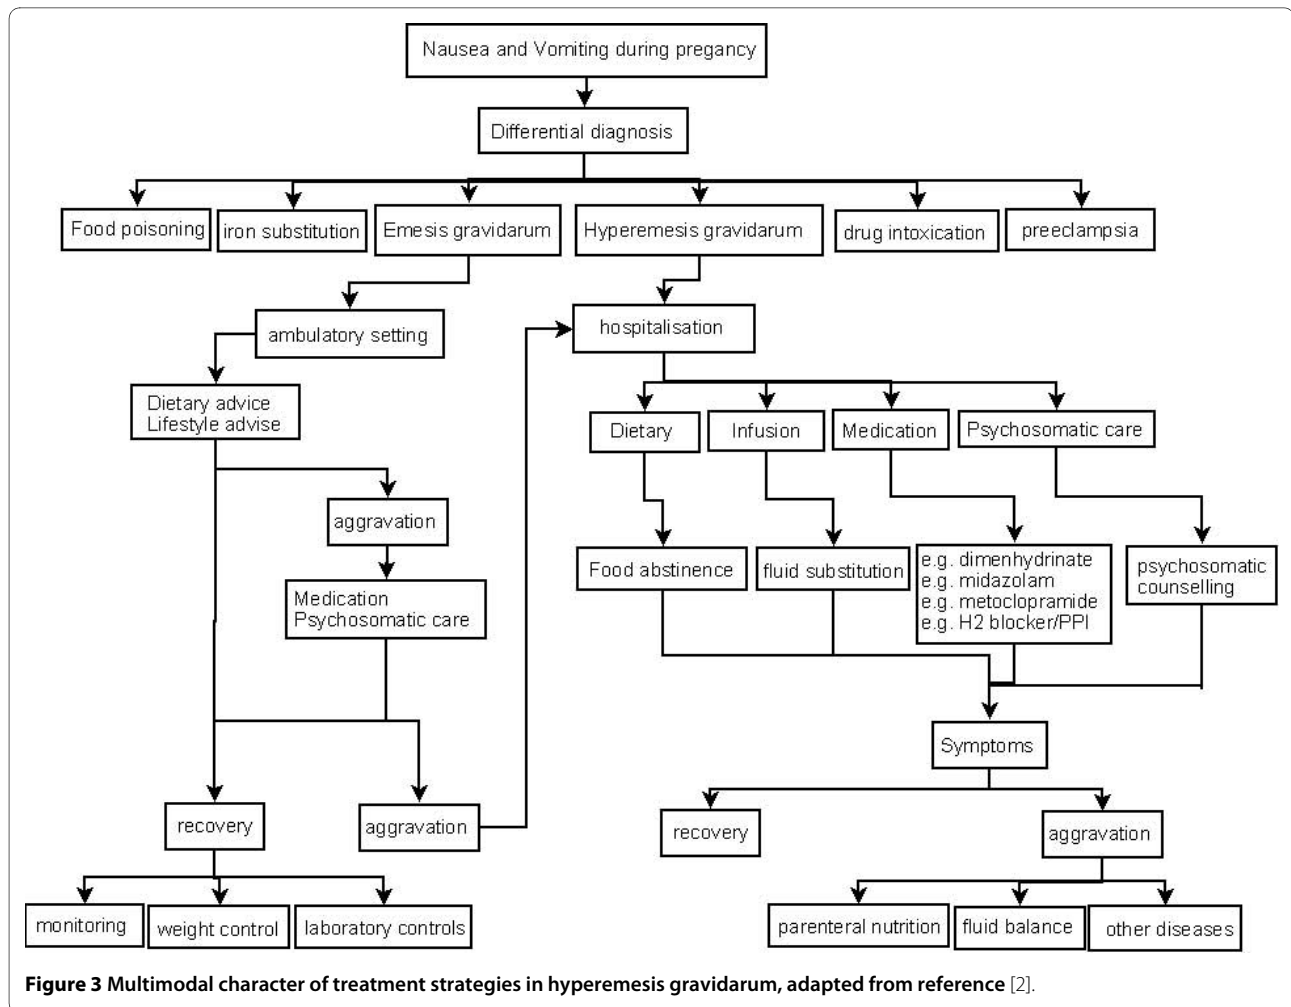 Nausea and Vomiting during pregancy
Differential diagnosis
Food poisoning
iron substitution
Emesis gravidarum
Hyperemesis gravidarum
drug intoxication
preeclampsia
ambulatory setting
hospitalisation
Dietary advice
Lifestyle advise
Dietary
Infusion
Medication
Psychosomatic care
aggravation
Food abstinence
fluid substitution
e.g. dimenhydrinate
e.g. midazolam
e.g. metoclopramide
e.g. H2 blocker/PPI
psychosomatic
counselling
Medication
Psychosomatic care
Symptoms
recovery
aggravation
recovery
aggravation
monitoring
weight control
laboratory controls
parenteral nutrition
fluid balance
other diseases
Figure 3 Multimodal character of treatment strategies in hyperemesis gravidarum, adapted from reference [2].